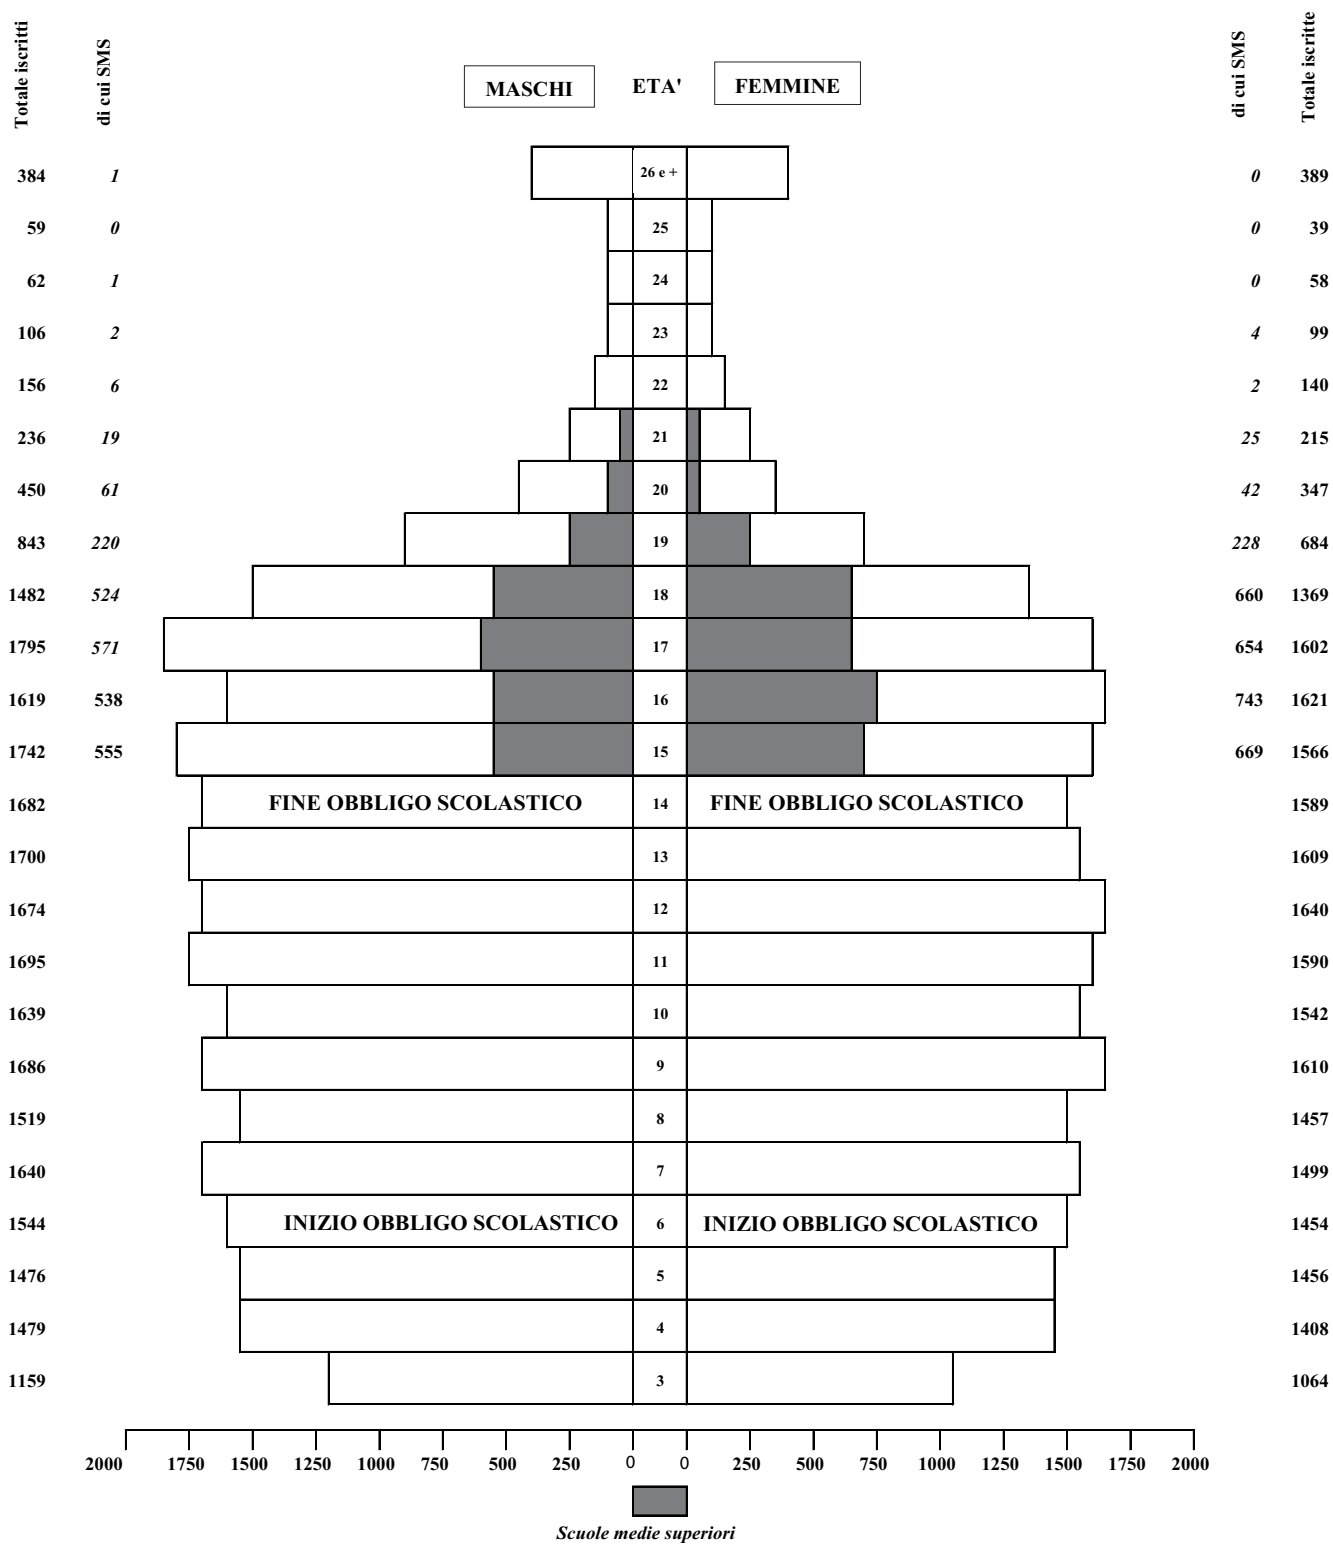 Totale iscritti di cui SMS MASCHI ETA' FEMMINE di cui SMS Totale iscritte
384 1 26 e + 0 389
59 0 25 0 39
62 1 24 0 58
106 2 23 4 99
156 6 22 2 140
236 19 21 25 215
450 61 20 42 347
843 220 19 228 684
1482 524 18 660 1369
1795 571 17 654 1602
1619 538 16 743 1621
1742 555 15 669 1566
1682 FINE OBBLIGO SCOLASTICO 14 FINE OBBLIGO SCOLASTICO 1589
1700 13 1609
1674 12 1640
1695 11 1590
1639 10 1542
1686 9 1610
1519 8 1457
1640 7 1499
1544 INIZIO OBBLIGO SCOLASTICO 6 INIZIO OBBLIGO SCOLASTICO 1454
1476 5 1456
1479 4 1408
1159 3 1064
2000 1750 1500 1250 1000 750 500 250 0 0 250 500 750 1000 1250 1500 1750 2000
Scuole medie superiori